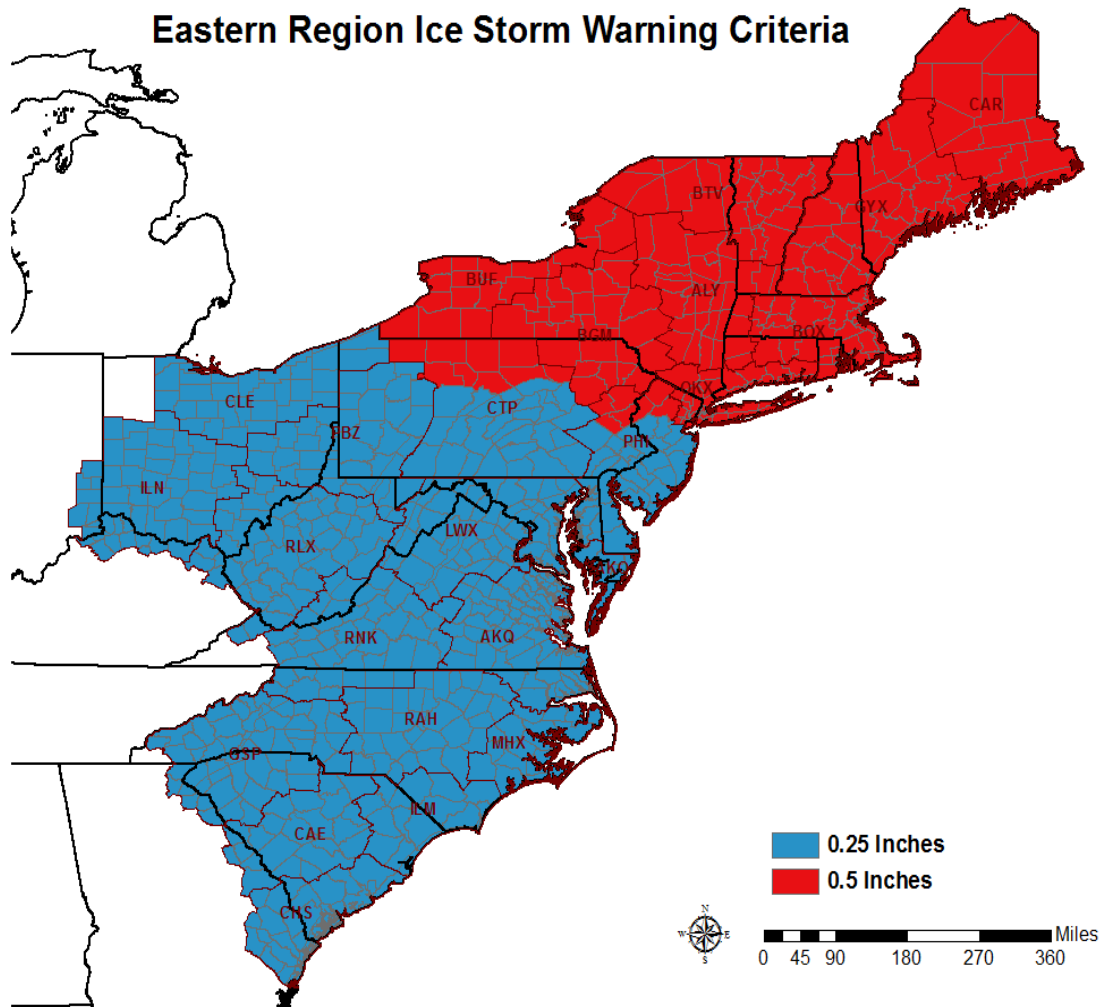 Eastern Region Ice Storm Warning Criteria
CAR
BTV
GYX
BUF
ALY
BGM
BOX
OKX
CLE
CTP
PBZ
PHI
ILN
LWX
RLX
AKQ
RNK
AKQ
RAH
MHX
GSP
ILM
CAE
CHS
0.25 Inches
0.5 Inches
N
W E
S
Miles
0 45 90 180 270 360